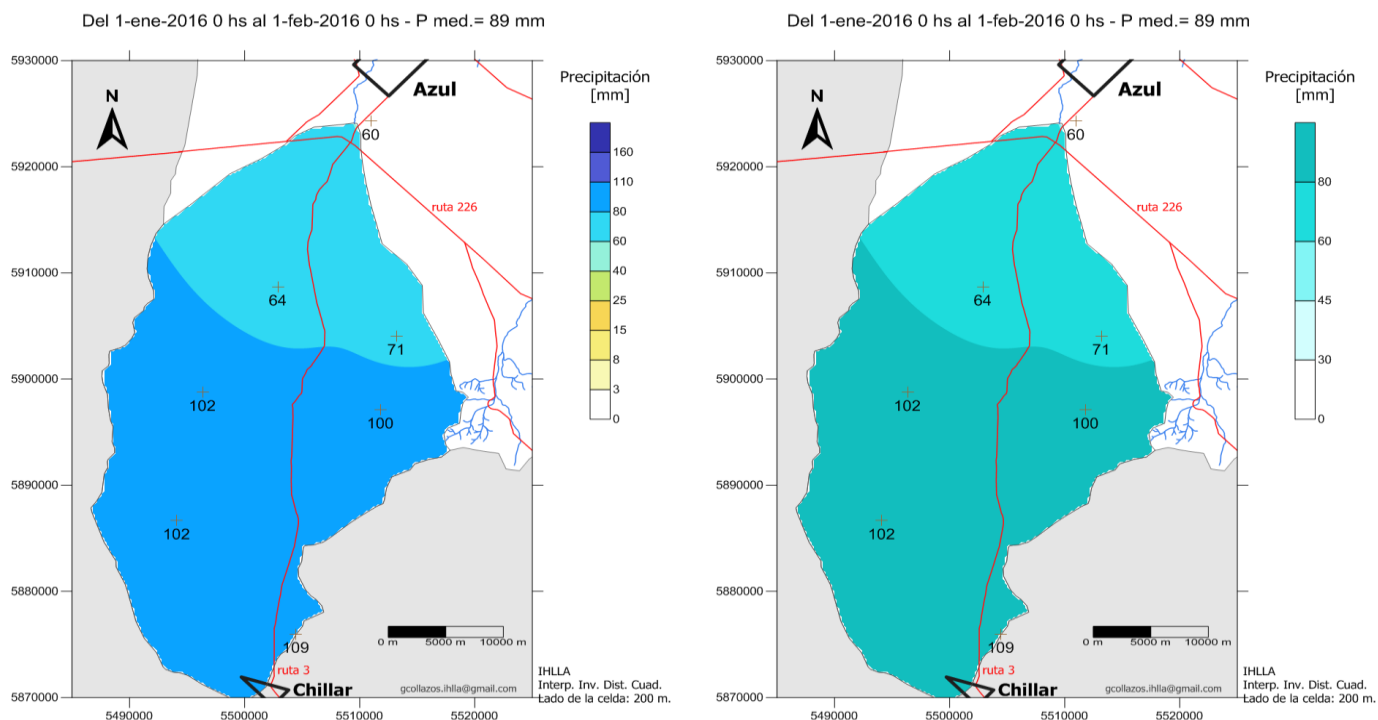 Del 1-ene-2016 0 hs al 1-feb-2016 0 hs - P med.= 89 mm
5930000
5920000
5910000
5900000
5890000
5880000
5870000
5490000
5500000
5510000
5520000
N
Azul
60
ruta 226
64
71
102
100
102
109
ruta 3
Chillar
0 m 5000 m 10000 m
gcollazos.ihlla@gmail.com
Precipitación
[mm]
160
110
80
60
40
25
15
8
3
0
IHLLA
Interp. Inv. Dist. Cuad.
Lado de la celda: 200 m.
Del 1-ene-2016 0 hs al 1-feb-2016 0 hs - P med.= 89 mm
5930000
5920000
5910000
5900000
5890000
5880000
5870000
5490000
5500000
5510000
5520000
N
Azul
60
ruta 226
64
71
102
100
102
109
ruta 3
Chillar
0 m 5000 m 10000 m
gcollazos.ihlla@gmail.com
Precipitación
[mm]
80
60
45
30
0
IHLLA
Interp. Inv. Dist. Cuad.
Lado de la celda: 200 m.